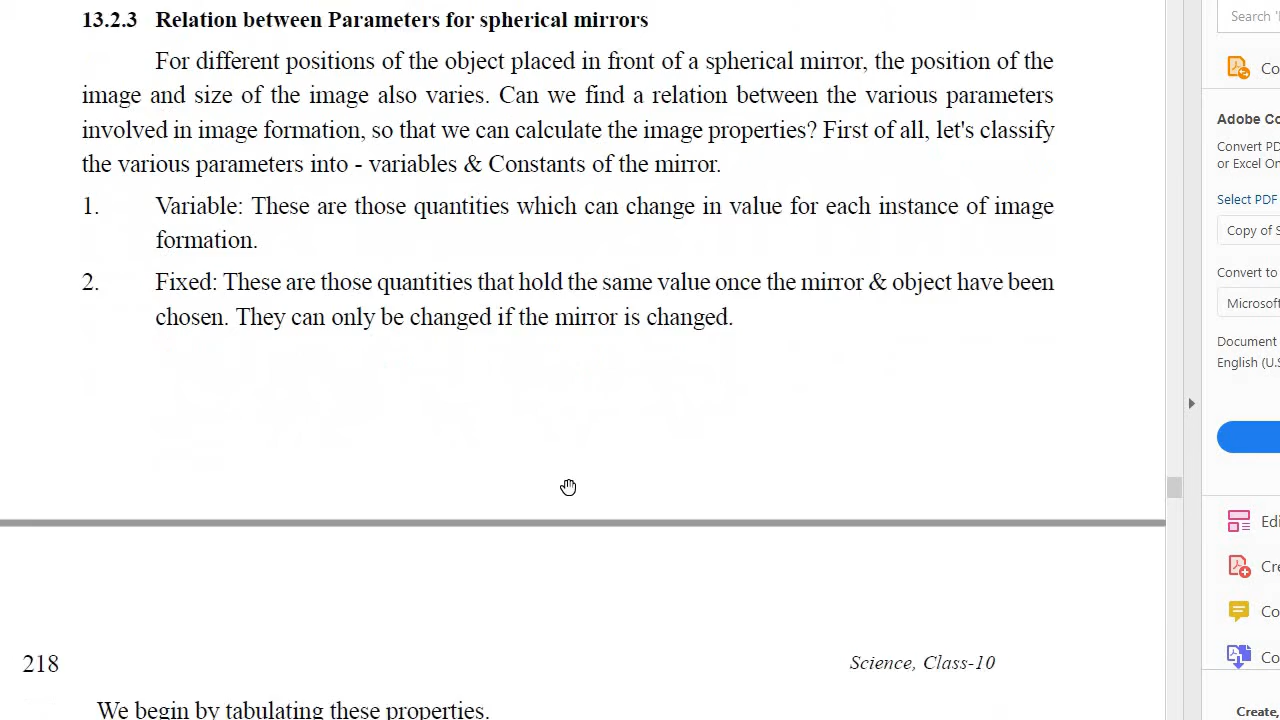 13.2.3 Relation between Parameters for spherical mirrors
For different positions of the object placed in front of a spherical mirror, the position of the
image and size of the image also varies. Can we find a relation between the various parameters
involved in image formation, so that we can calculate the image properties? First of all, let's classify
the various parameters into - variables & Constants of the mirror.
1. Variable: These are those quantities which can change in value for each instance of image
formation.
2. Fixed: These are those quantities that hold the same value once the mirror & object have been
chosen. They can only be changed if the mirror is changed.
218
Science, Class-10
We begin by tabulating these properties.
Search '
Co
Adobe Co
Convert PD
or Excel On
Select PDF
Copy of S
Convert to
Microsoft
Document
English (U.S
Edi
Cre
Co
Co
Create,